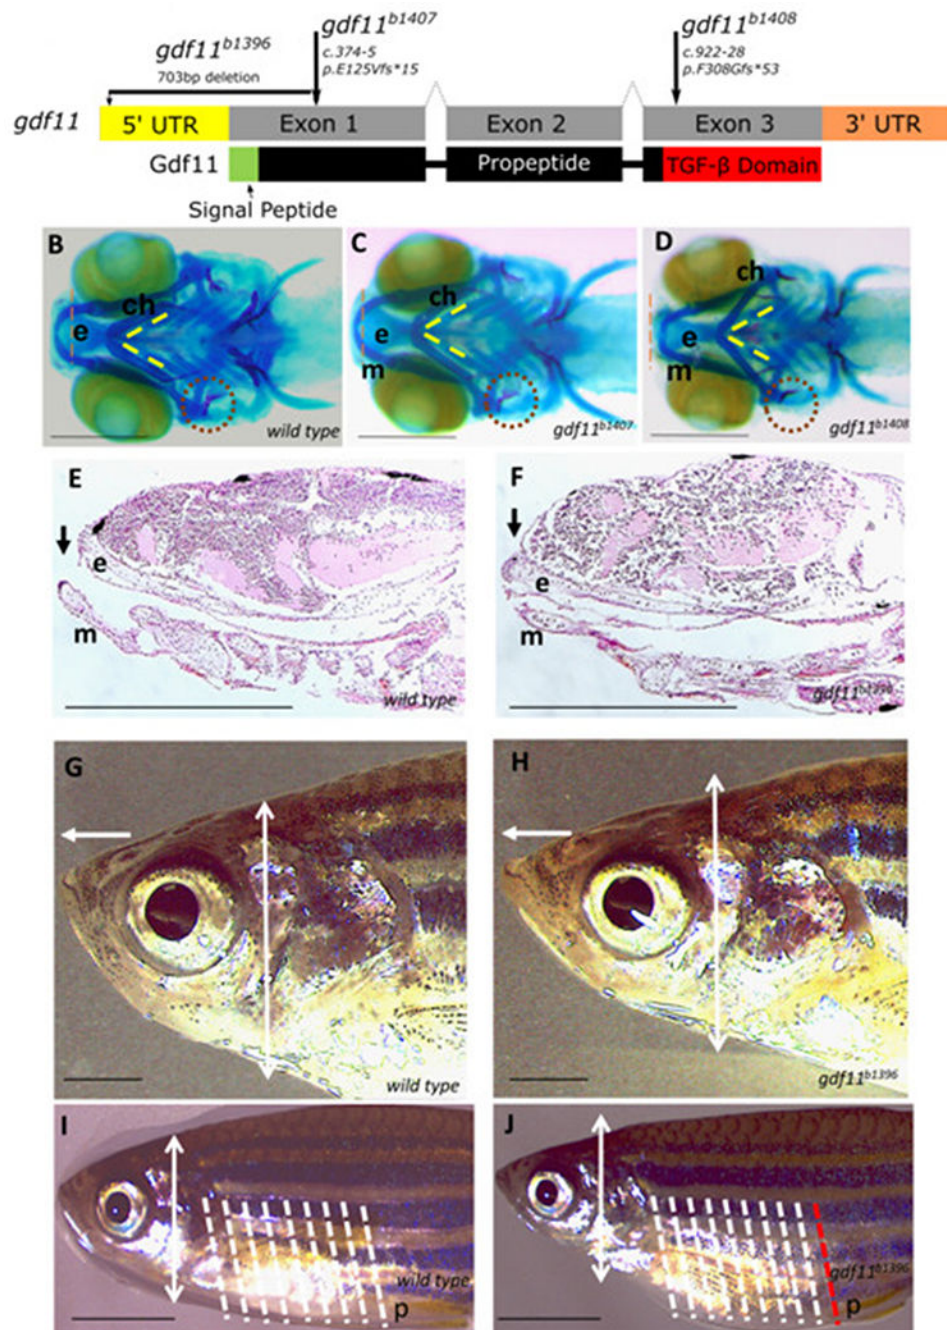 gdf11b1396
703bp deletion
gdf11b1407
c.374-5
p.E125Vfs*15
gdf11b1408
c.922-28
p.F308Gfs*53
gdf11
5' UTR
Exon 1
Exon 2
Exon 3
3' UTR
Gdf11
Propeptide
TGF-β Domain
Signal Peptide
B
ch
e
wild type
C
ch
e
m
gdf11b1407
D
ch
e
m
gdf11b1408
E
e
m
wild type
F
e
m
gdf11b1396
G
wild type
H
gdf11b1396
I
wild type
p
J
gdf11b1396
p